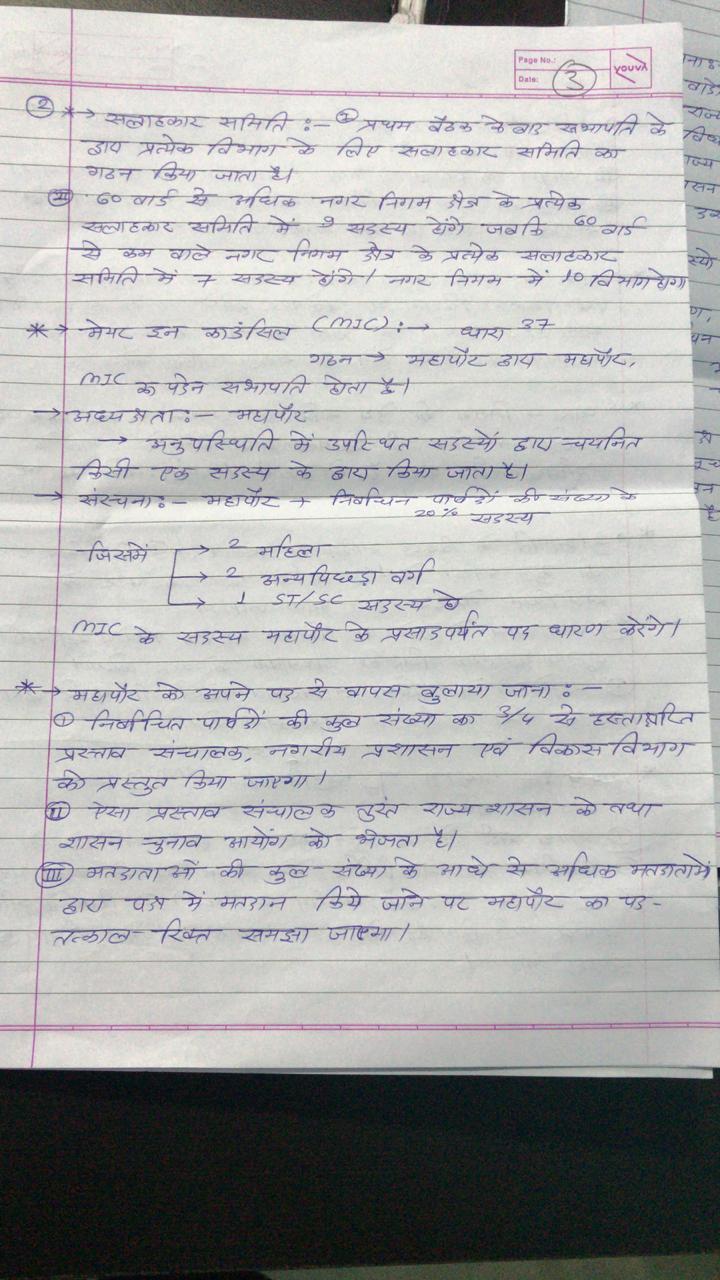 Page No.:
Date:
3
YOUVA
② * → सलाहकार समिति :- ① प्रथम बैठक के बाद सभापति के
द्वारा प्रत्येक विभाग के लिए सलाहकार समिति का
गठन किया जाता है।
II 60 वार्ड से अधिक नगर निगम क्षेत्र के प्रत्येक
सलाहकार समिति में 9 सदस्य होंगे जबकि 60 वार्ड
से कम वाले नगर निगम क्षेत्र के प्रत्येक सलाहकार
समिति में 7 सदस्य होंगे। नगर निगम में 10 विभाग होगा
* → मेयर इन काउंसिल (MIC) :→ धारा 37
गठन → महापौर द्वारा महापौर,
MIC का पदेन सभापति होता है।
→ अध्यक्षता :- महापौर
→ अनुपस्थिति में उपस्थित सदस्यों द्वारा चयनित
किसी एक सदस्य के द्वारा किया जाता है।
→ संरचना :- महापौर + निर्वाचित पार्षदों की संख्या के
20% सदस्य
जिसमें → 2 महिला
→ 2 अन्यपिछड़ा वर्ग
→ 1 ST/SC सदस्य हो
MIC के सदस्य महापौर के प्रसादपर्यंत पद धारण करेंगे।
* → महापौर को अपने पद से वापस बुलाया जाना :-
① निर्वाचित पार्षदों की कुल संख्या का 3/4 से हस्ताक्षरित
प्रस्ताव संचालक, नगरीय प्रशासन एवं विकास विभाग
को प्रस्तुत किया जाएगा।
II ऐसा प्रस्ताव संचालक तुरंत राज्य शासन को तथा
शासन चुनाव आयोग को भेजता है।
III मतदाताओं की कुल संख्या के आधे से अधिक मतदाताओं
द्वारा पक्ष में मतदान किये जाने पर महापौर का पद-
तत्काल रिक्त समझा जाएगा।